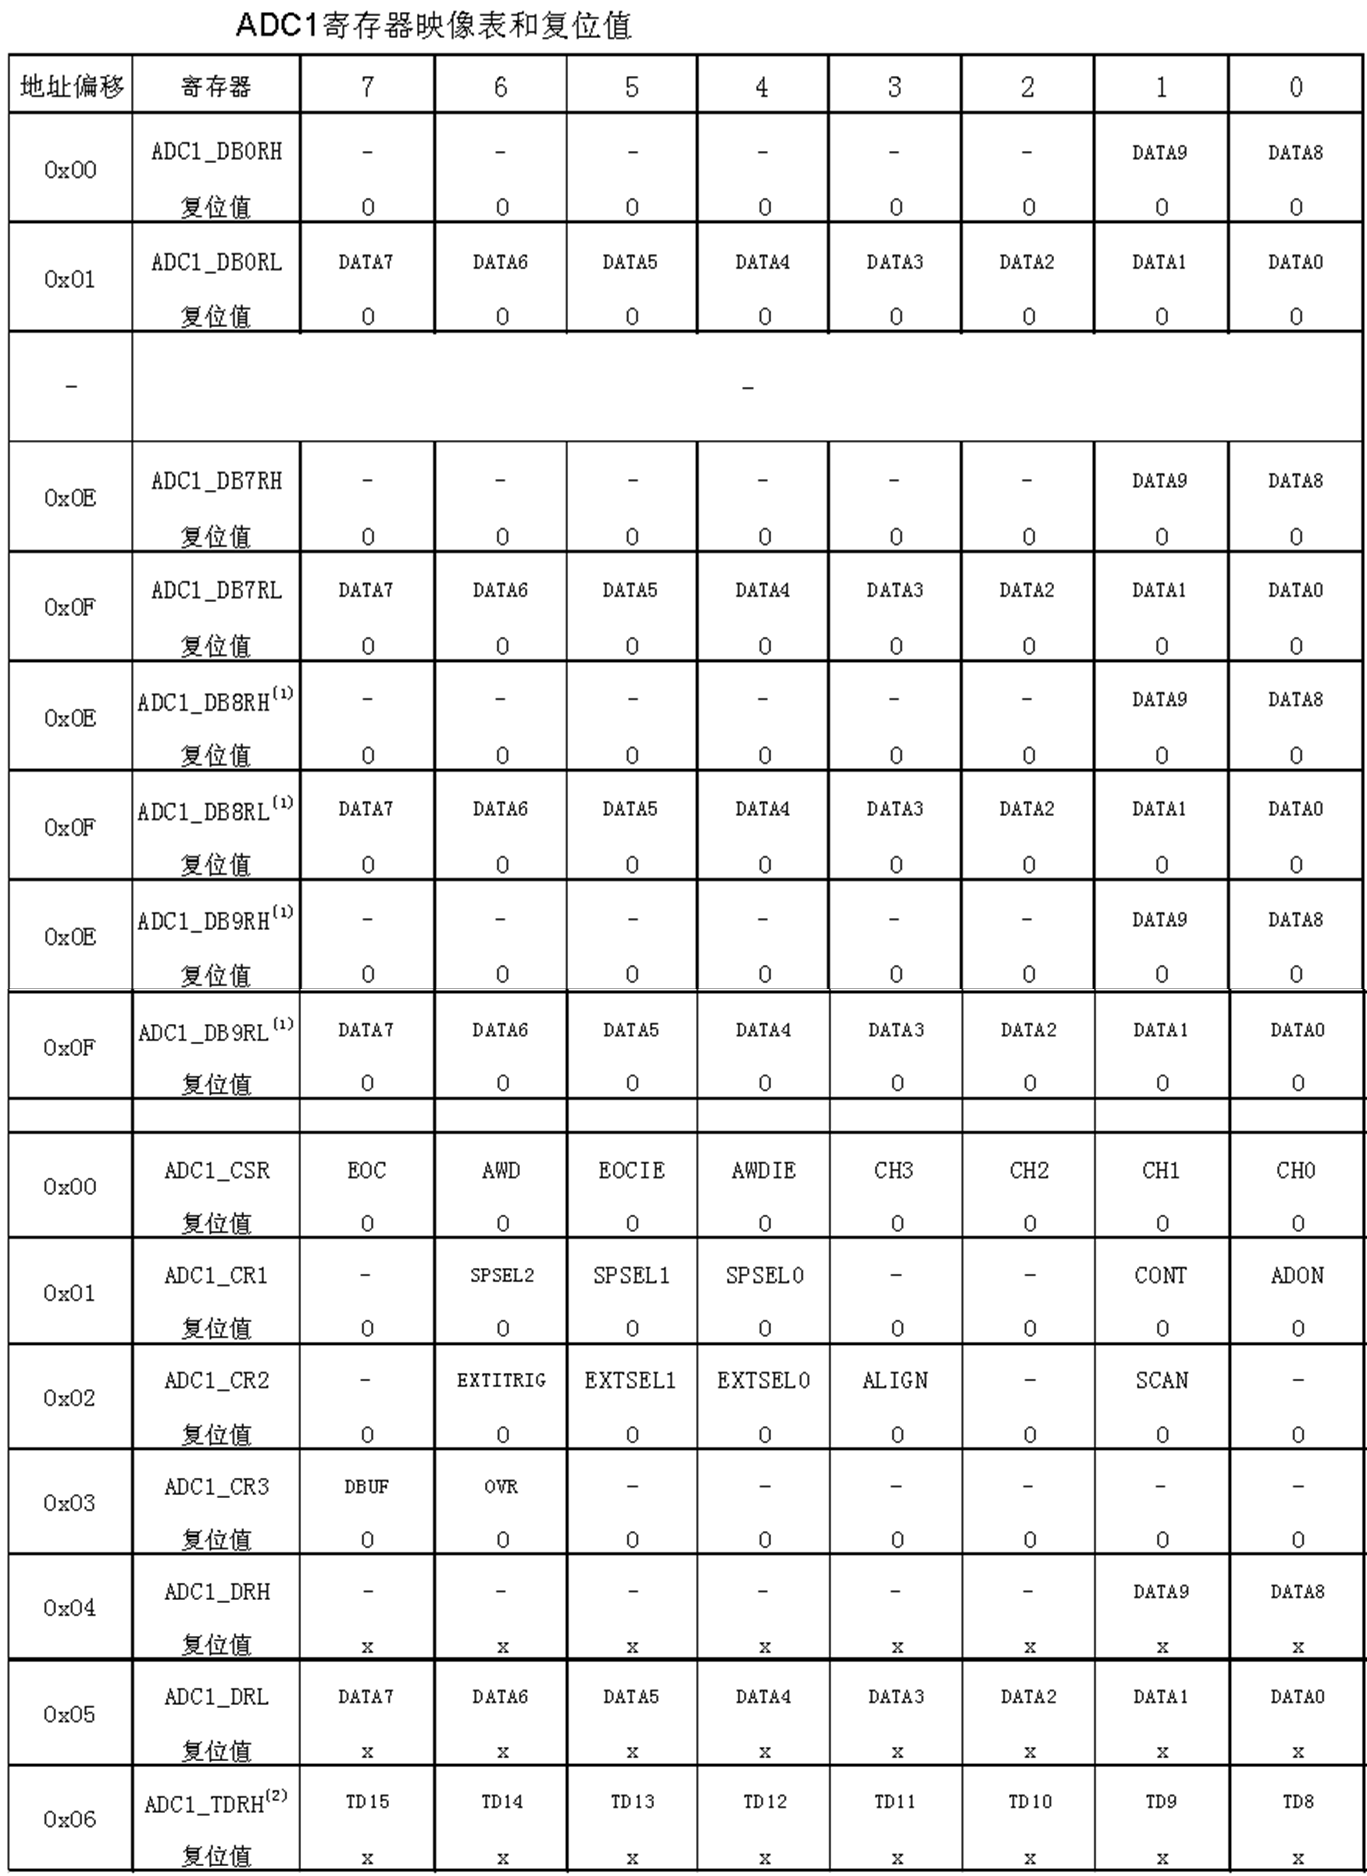 ADC1寄存器映像表和复位值
地址偏移 寄存器 7 6 5 4 3 2 1 0
0x00 ADC1_DB0RH - - - - - - DATA9 DATA8
复位值 0 0 0 0 0 0 0 0
0x01 ADC1_DB0RL DATA7 DATA6 DATA5 DATA4 DATA3 DATA2 DATA1 DATA0
复位值 0 0 0 0 0 0 0 0
- -
0x0E ADC1_DB7RH - - - - - - DATA9 DATA8
复位值 0 0 0 0 0 0 0 0
0x0F ADC1_DB7RL DATA7 DATA6 DATA5 DATA4 DATA3 DATA2 DATA1 DATA0
复位值 0 0 0 0 0 0 0 0
0x0E ADC1_DB8RH(1) - - - - - - DATA9 DATA8
复位值 0 0 0 0 0 0 0 0
0x0F ADC1_DB8RL(1) DATA7 DATA6 DATA5 DATA4 DATA3 DATA2 DATA1 DATA0
复位值 0 0 0 0 0 0 0 0
0x0E ADC1_DB9RH(1) - - - - - - DATA9 DATA8
复位值 0 0 0 0 0 0 0 0
0x0F ADC1_DB9RL(1) DATA7 DATA6 DATA5 DATA4 DATA3 DATA2 DATA1 DATA0
复位值 0 0 0 0 0 0 0 0
0x00 ADC1_CSR EOC AWD EOCIE AWDIE CH3 CH2 CH1 CH0
复位值 0 0 0 0 0 0 0 0
0x01 ADC1_CR1 - SPSEL2 SPSEL1 SPSEL0 - - CONT ADON
复位值 0 0 0 0 0 0 0 0
0x02 ADC1_CR2 - EXTITRIG EXTSEL1 EXTSEL0 ALIGN - SCAN -
复位值 0 0 0 0 0 0 0 0
0x03 ADC1_CR3 DBUF OVR - - - - - -
复位值 0 0 0 0 0 0 0 0
0x04 ADC1_DRH - - - - - - DATA9 DATA8
复位值 x x x x x x x x
0x05 ADC1_DRL DATA7 DATA6 DATA5 DATA4 DATA3 DATA2 DATA1 DATA0
复位值 x x x x x x x x
0x06 ADC1_TDRH(2) TD15 TD14 TD13 TD12 TD11 TD10 TD9 TD8
复位值 x x x x x x x x